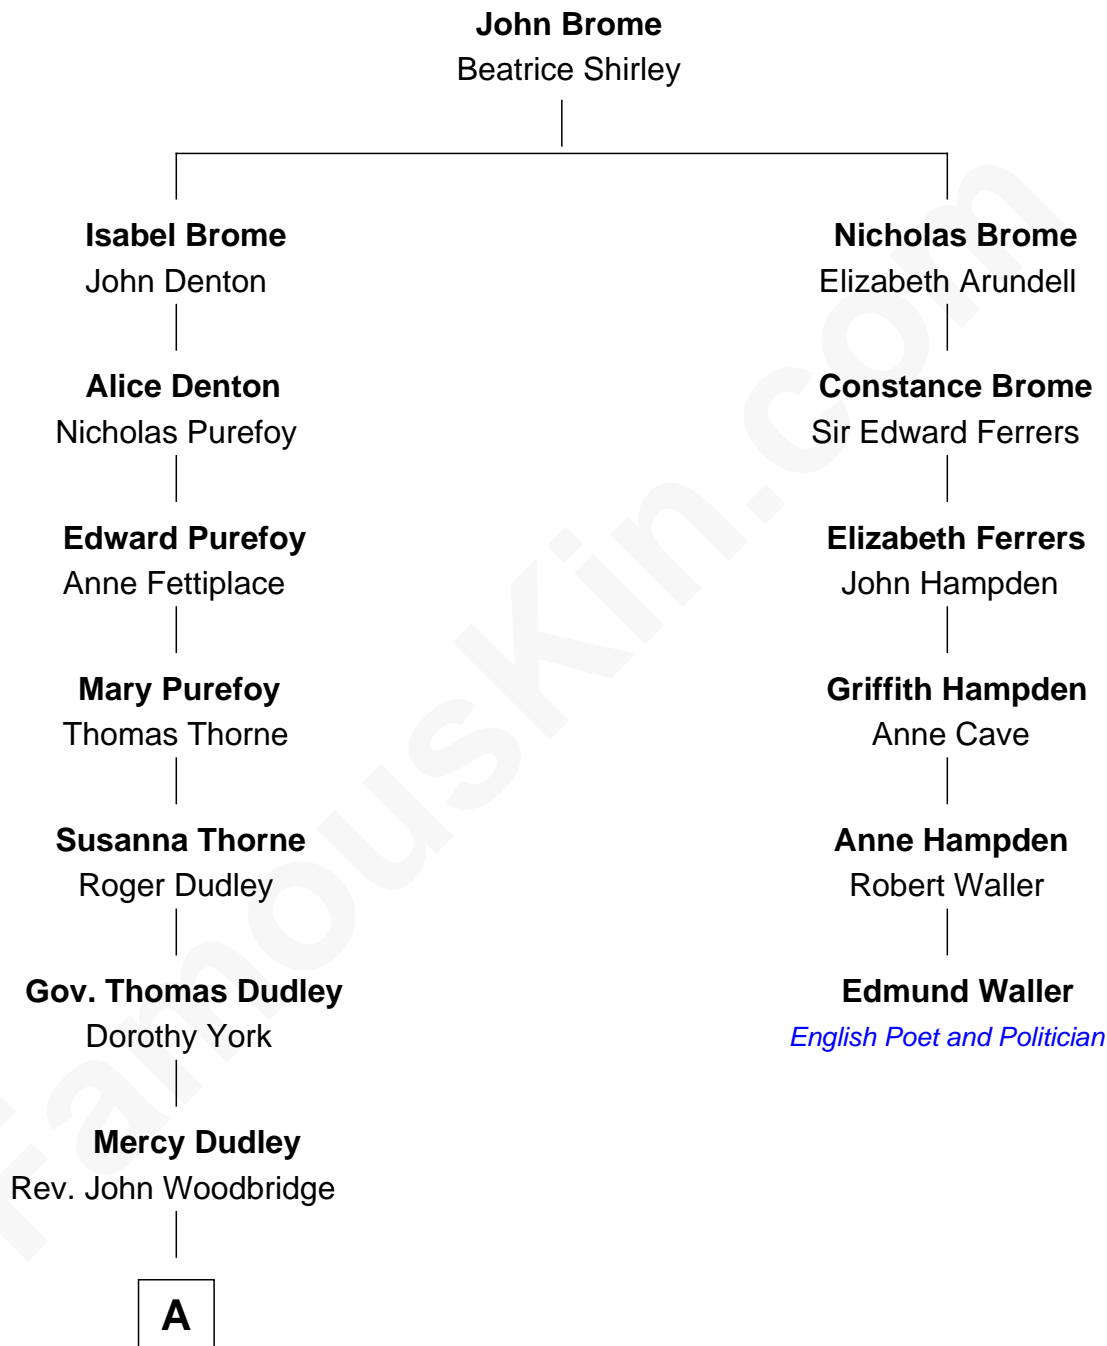 John Brome
Beatrice Shirley
Isabel Brome
John Denton
Alice Denton
Nicholas Purefoy
Edward Purefoy
Anne Fettiplace
Mary Purefoy
Thomas Thorne
Susanna Thorne
Roger Dudley
Gov. Thomas Dudley
Dorothy York
Mercy Dudley
Rev. John Woodbridge
A
Nicholas Brome
Elizabeth Arundell
Constance Brome
Sir Edward Ferrers
Elizabeth Ferrers
John Hampden
Griffith Hampden
Anne Cave
Anne Hampden
Robert Waller
Edmund Waller
English Poet and Politician
FamousKin.com